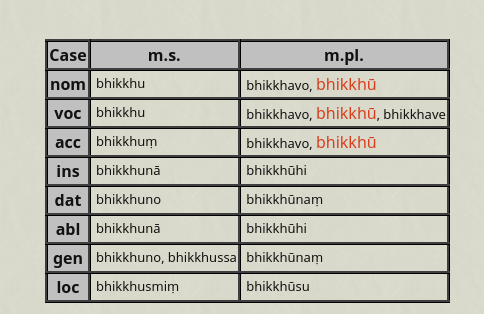 Case m.s. m.pl.
nom bhikkhu bhikkhavo, bhikkhū
voc bhikkhu bhikkhavo, bhikkhū, bhikkhave
acc bhikkhuṃ bhikkhavo, bhikkhū
ins bhikkhunā bhikkhūhi
dat bhikkhuno bhikkhūnaṃ
abl bhikkhunā bhikkhūhi
gen bhikkhuno, bhikkhussa bhikkhūnaṃ
loc bhikkhusmiṃ bhikkhūsu